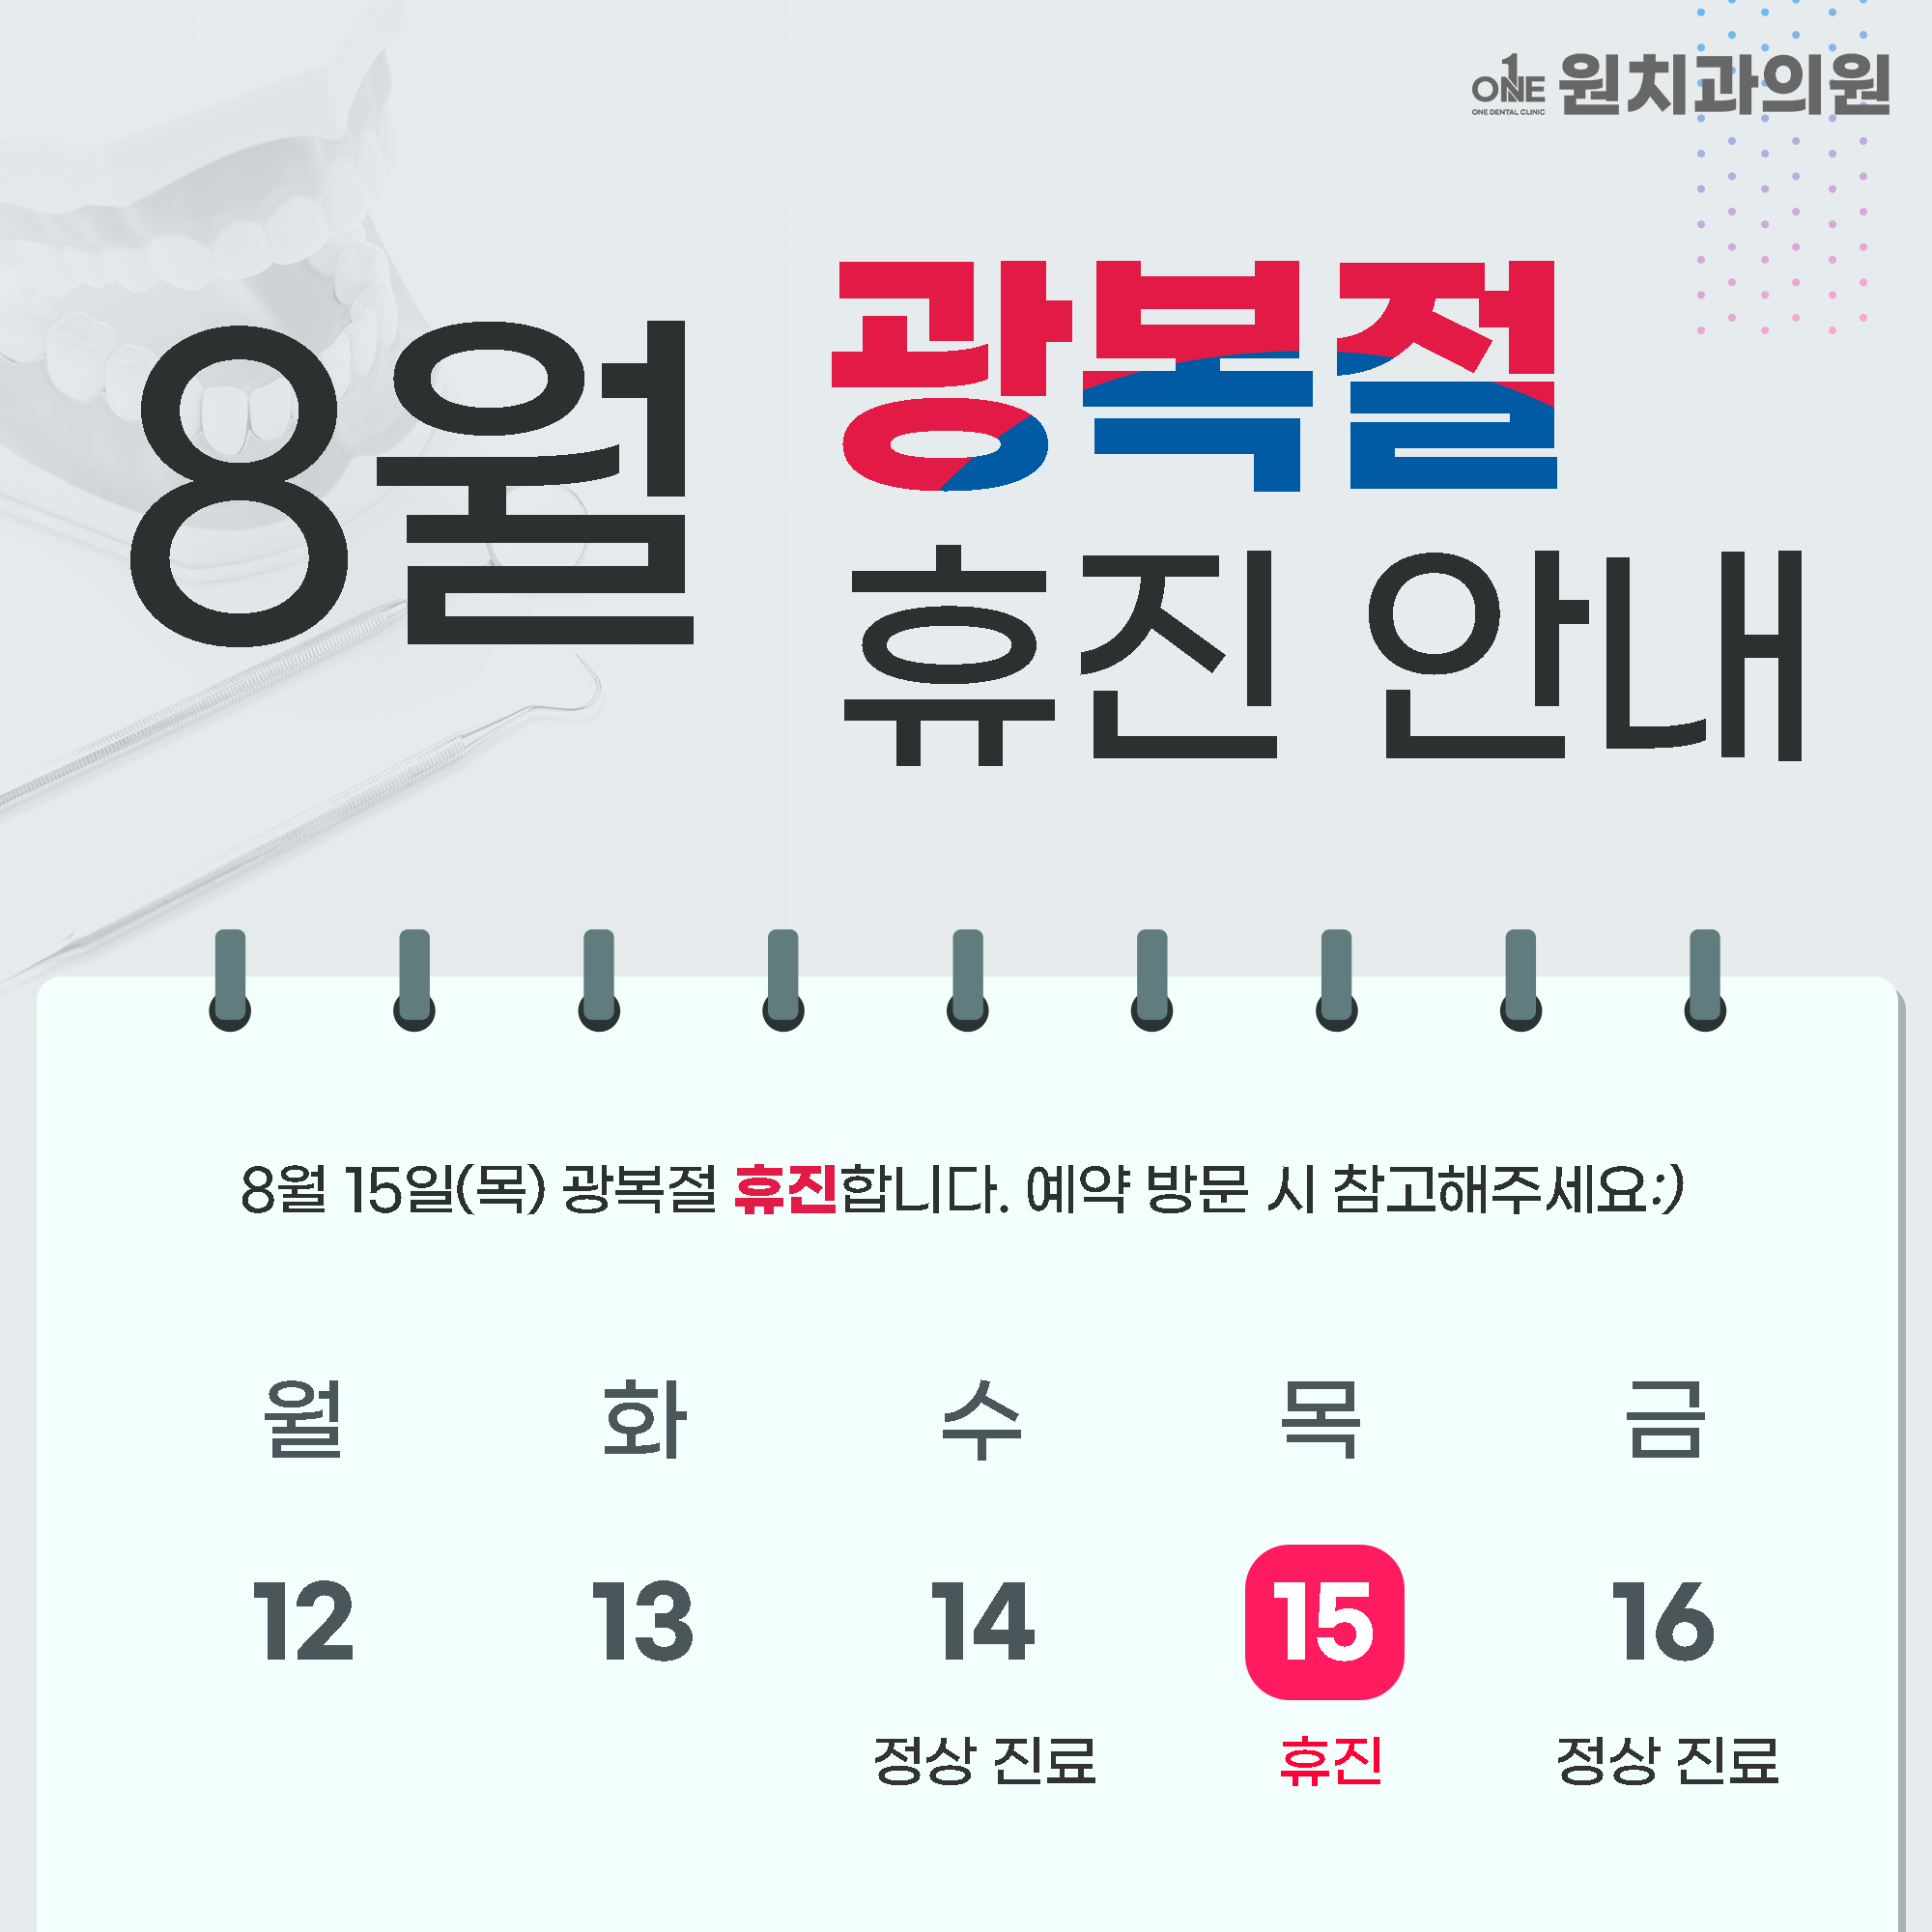 ONE
ONE DENTAL CLINIC
원치과의원
8월
광복절
휴진 안내
8월 15일(목) 광복절 휴진합니다. 예약 방문 시 참고해주세요:)
월 화 수 목 금
12 13 14 15 16
정상 진료 휴진 정상 진료